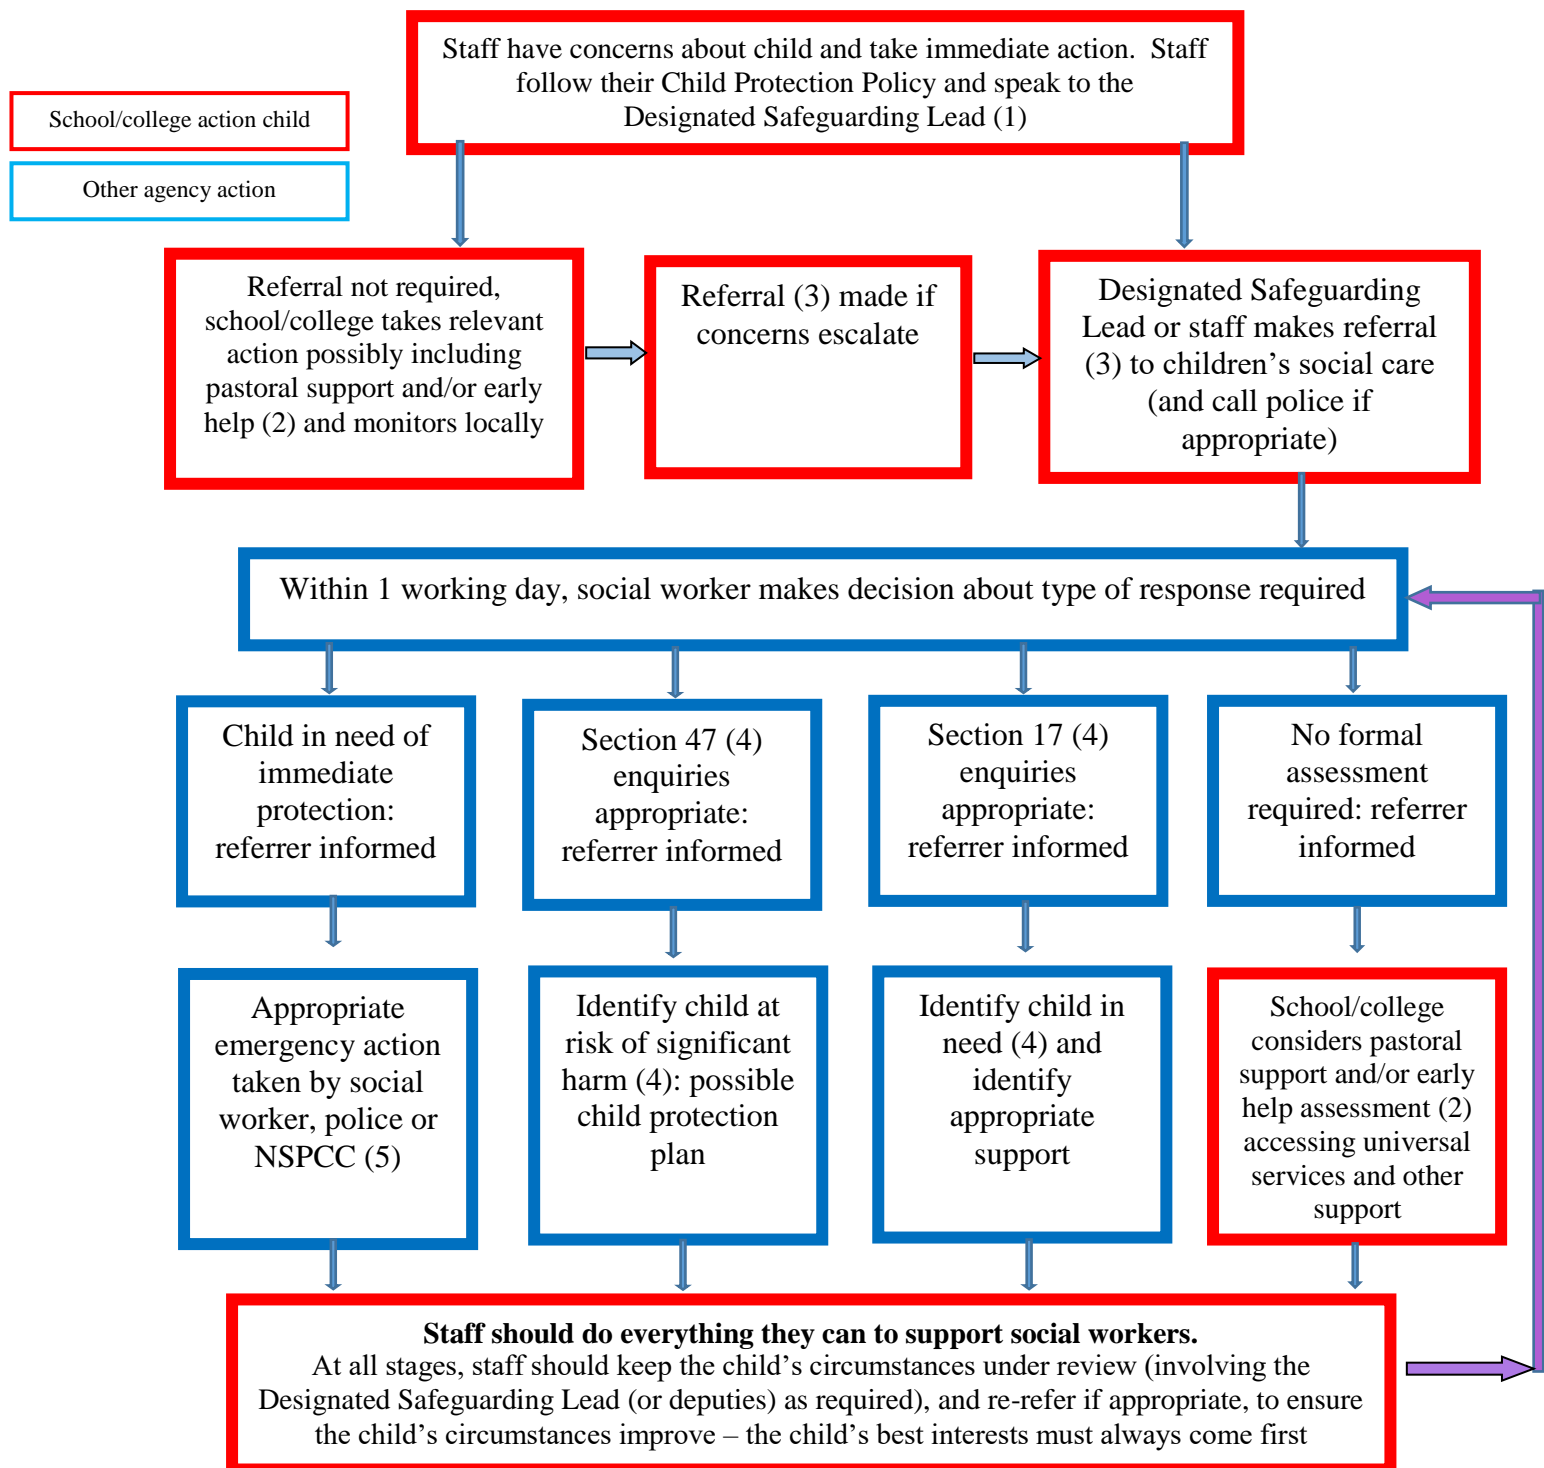 Staff have concerns about child and take immediate action.  Staff
follow their Child Protection Policy and speak to the
Designated Safeguarding Lead (1)
School/college action child
Other agency action
Referral not required,
school/college takes relevant
action possibly including
pastoral support and/or early
help (2) and monitors locally
Referral (3) made if
concerns escalate
Designated Safeguarding
Lead or staff makes referral
(3) to children’s social care
(and call police if
appropriate)
Within 1 working day, social worker makes decision about type of response required
Child in need of
immediate
protection:
referrer informed
Section 47 (4)
enquiries
appropriate:
referrer informed
Section 17 (4)
enquiries
appropriate:
referrer informed
No formal
assessment
required: referrer
informed
Appropriate
emergency action
taken by social
worker, police or
NSPCC (5)
Identify child at
risk of significant
harm (4): possible
child protection
plan
Identify child in
need (4) and
identify
appropriate
support
School/college
considers pastoral
support and/or early
help assessment (2)
accessing universal
services and other
support
Staff should do everything they can to support social workers.
At all stages, staff should keep the child’s circumstances under review (involving the
Designated Safeguarding Lead (or deputies) as required), and re-refer if appropriate, to ensure
the child’s circumstances improve – the child’s best interests must always come first